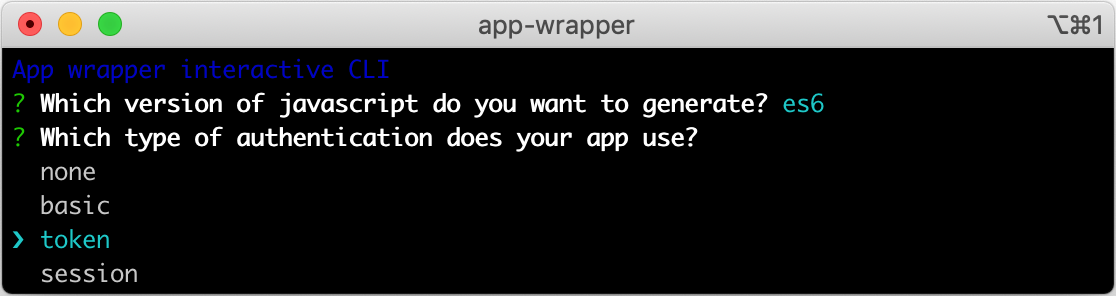 app-wrapper ⌥⌘1
App wrapper interactive CLI
? Which version of javascript do you want to generate? es6
? Which type of authentication does your app use?
none
basic
❯ token
session